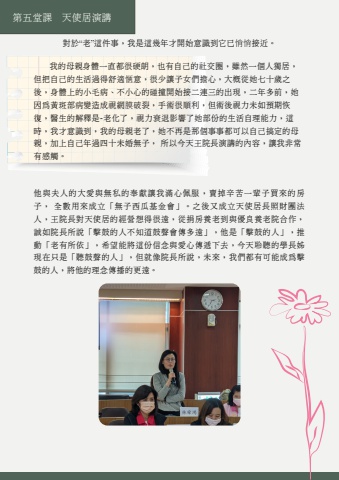 第五堂課　天使居演講
對於“老”這件事，我是這幾年才開始意識到它已悄悄接近。
我的母親身體一直都很硬朗，也有自己的社交圈，雖然一個人獨居，
但把自己的生活過得舒適愜意，很少讓子女們擔心，大概從她七十歲之
後，身體上的小毛病、不小心的碰撞開始接二連三的出現，二年多前，她
因為黃斑部病變造成視網膜破裂，手術很順利，但術後視力未如預期恢
復，醫生的解釋是-老化了，視力衰退影響了她部份的生活自理能力，這
時，我才意識到，我的母親老了，她不再是那個事事都可以自己搞定的母
親，加上自己年過四十未婚無子， 所以今天王院長演講的內容，讓我非常
有感觸。
他與夫人的大愛與無私的奉獻讓我滿心佩服，賣掉辛苦一輩子買來的房
子， 全數用來成立「無子西瓜基金會」。之後又成立天使居長照財團法
人，王院長對天使居的經營想得很遠，從捐房養老到與優良養老院合作，
誠如院長所說「擊鼓的人不知道鼓聲會傳多遠」，他是「擊鼓的人」，推
動「老有所依」，希望能將這份信念與愛心傳遞下去，今天聆聽的學長姊
現在只是「聽鼓聲的人」，但就像院長所說，未來，我們都有可能成爲擊
鼓的人，將他的理念傳播的更遠。